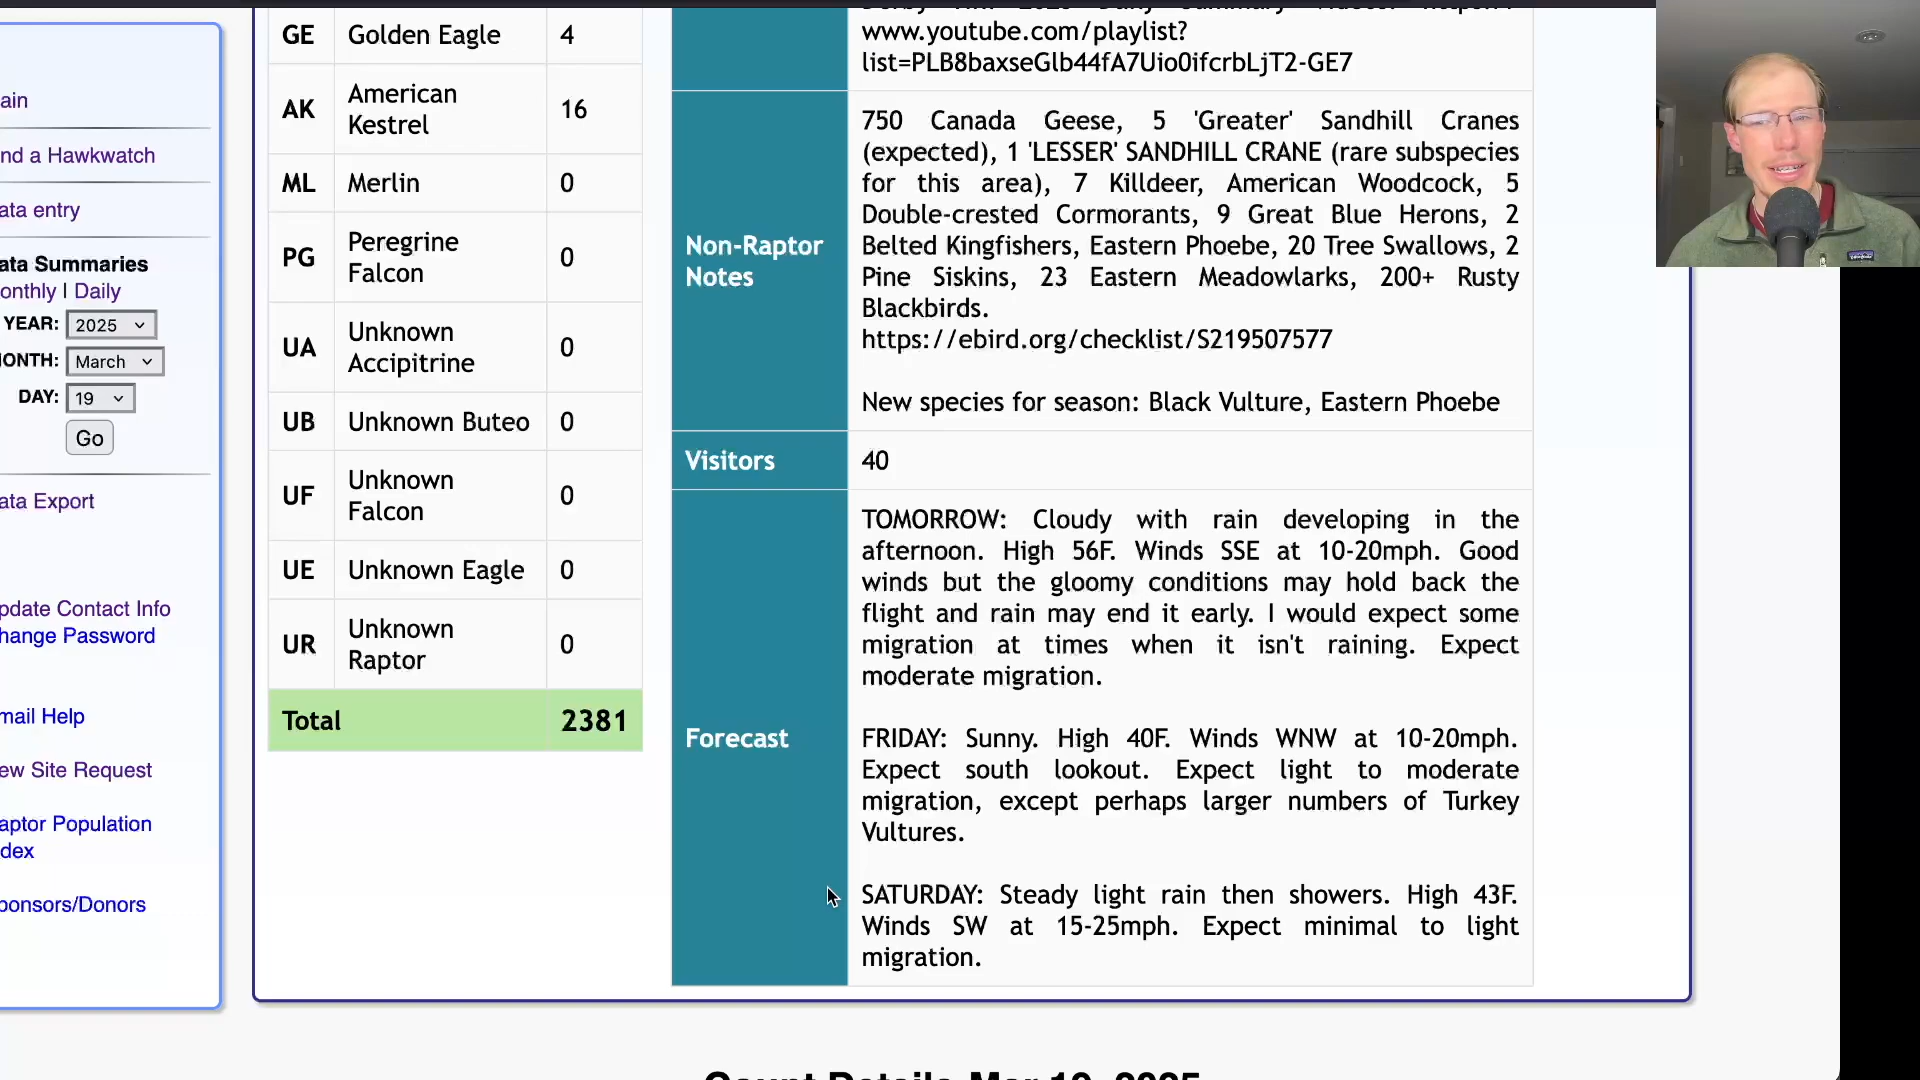 ain
nd a Hawkwatch
ata entry
ata Summaries
onthly | Daily
YEAR: 2025
ONTH: March
DAY: 19
Go
ata Export
pdate Contact Info
hange Password
mail Help
ew Site Request
aptor Population
dex
ponsors/Donors
GE Golden Eagle 4
AK American
Kestrel 16
ML Merlin 0
PG Peregrine
Falcon 0
UA Unknown
Accipitrine 0
UB Unknown Buteo 0
UF Unknown
Falcon 0
UE Unknown Eagle 0
UR Unknown
Raptor 0
Total 2381
www.youtube.com/playlist?
list=PLB8baxseGlb44fA7Uio0ifcrbLjT2-GE7
Non-Raptor
Notes
750 Canada Geese, 5 'Greater' Sandhill Cranes
(expected), 1 'LESSER' SANDHILL CRANE (rare subspecies
for this area), 7 Killdeer, American Woodcock, 5
Double-crested Cormorants, 9 Great Blue Herons, 2
Belted Kingfishers, Eastern Phoebe, 20 Tree Swallows, 2
Pine Siskins, 23 Eastern Meadowlarks, 200+ Rusty
Blackbirds.
https://ebird.org/checklist/S219507577
New species for season: Black Vulture, Eastern Phoebe
Visitors 40
Forecast
TOMORROW: Cloudy with rain developing in the
afternoon. High 56F. Winds SSE at 10-20mph. Good
winds but the gloomy conditions may hold back the
flight and rain may end it early. I would expect some
migration at times when it isn't raining. Expect
moderate migration.
FRIDAY: Sunny. High 40F. Winds WNW at 10-20mph.
Expect south lookout. Expect light to moderate
migration, except perhaps larger numbers of Turkey
Vultures.
SATURDAY: Steady light rain then showers. High 43F.
Winds SW at 15-25mph. Expect minimal to light
migration.
Count Details Mar 19, 2025